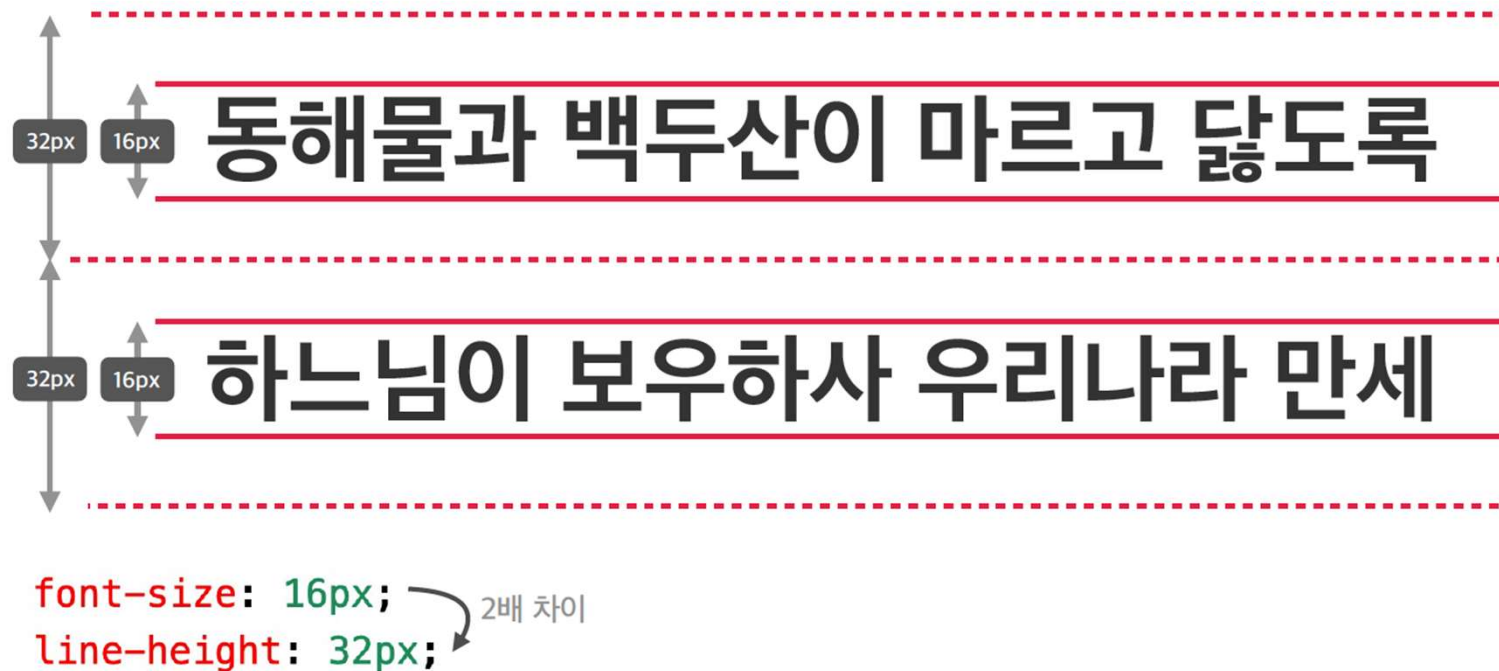 32px 16px 동해물과 백두산이 마르고 닳도록
32px 16px 하느님이 보우하사 우리나라 만세
font-size: 16px; 2배 차이
line-height: 32px;